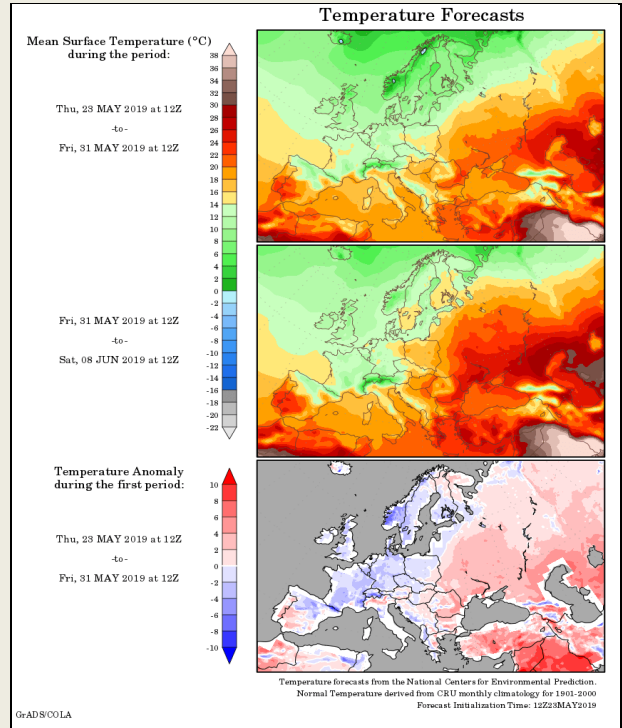 Temperature Forecasts
Mean Surface Temperature (°C)
during the period:
Thu, 23 MAY 2019 at 12Z
-to-
Fri, 31 MAY 2019 at 12Z
38
36
34
32
30
28
26
24
22
20
18
16
14
12
10
8
6
4
2
0
-2
-4
-6
-8
-10
-12
-14
-16
-18
-20
-22
Fri, 31 MAY 2019 at 12Z
-to-
Sat, 08 JUN 2019 at 12Z
Temperature Anomaly
during the first period:
Thu, 23 MAY 2019 at 12Z
-to-
Fri, 31 MAY 2019 at 12Z
10
8
6
4
2
0
-2
-4
-6
-8
-10
Temperature forecasts from the National Centers for Environmental Prediction.
Normal Temperature derived from CRU monthly climatology for 1901-2000
Forecast Initialization Time: 12Z23MAY2019
GrADS/COLA